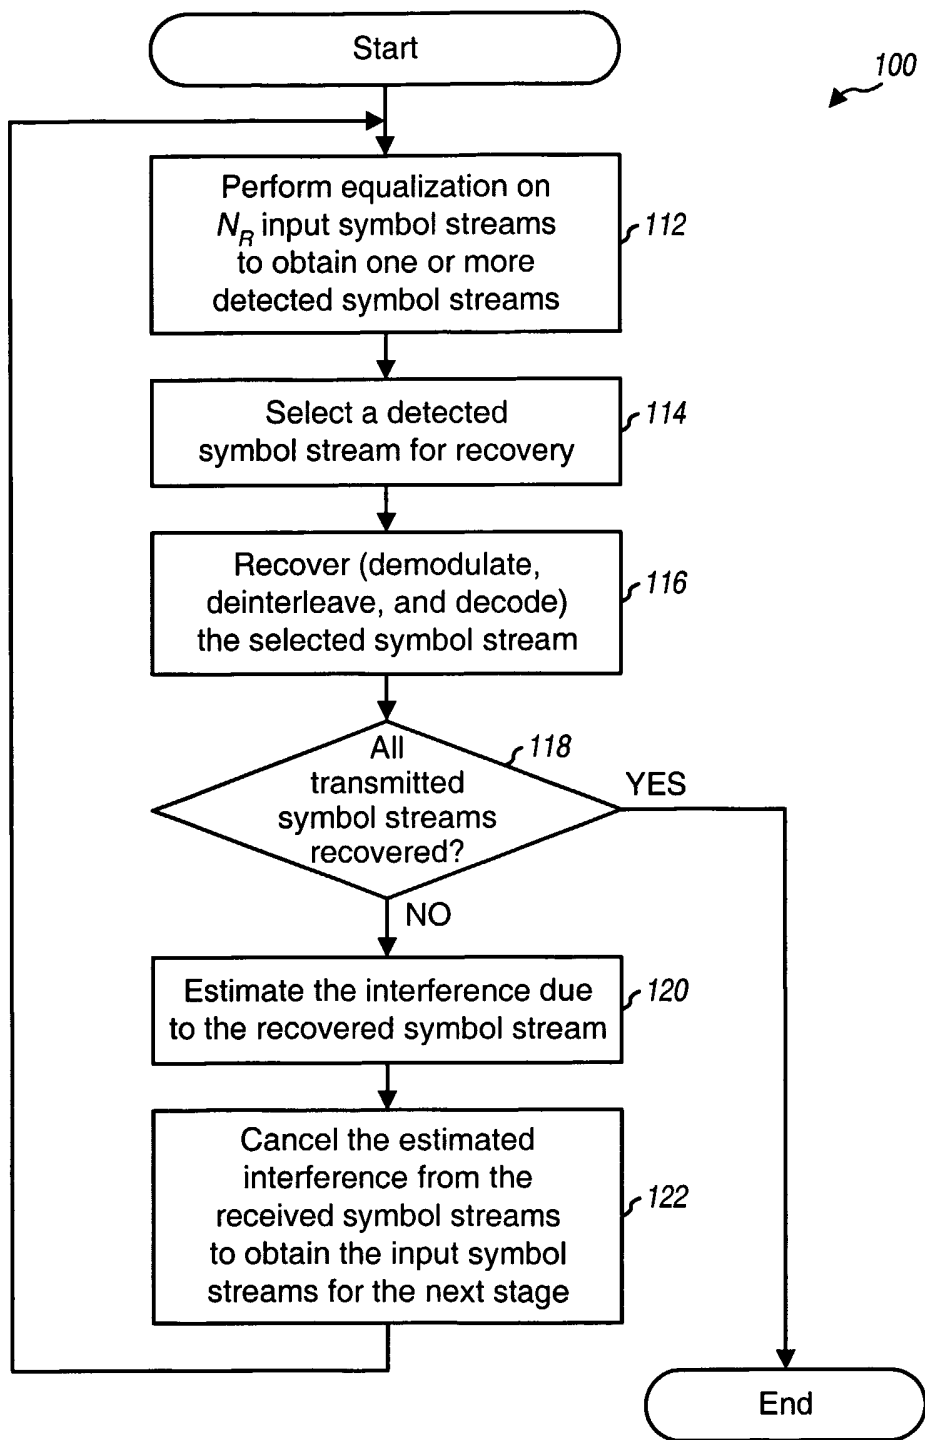 Start
100
Perform equalization on
N_R input symbol streams
to obtain one or more
detected symbol streams
112
Select a detected
symbol stream for recovery
114
Recover (demodulate,
deinterleave, and decode)
the selected symbol stream
116
All
transmitted
symbol streams
recovered?
118
YES
NO
Estimate the interference due
to the recovered symbol stream
120
Cancel the estimated
interference from the
received symbol streams
to obtain the input symbol
streams for the next stage
122
End